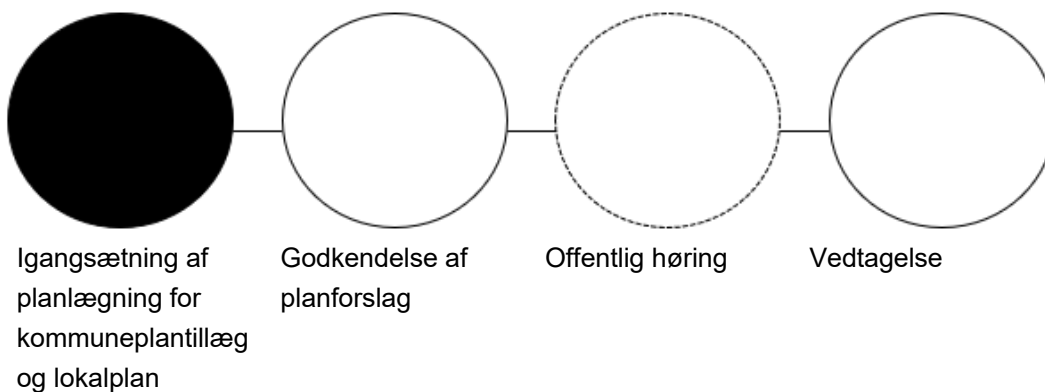 Igangsætning af
planlægning for
kommuneplantillæg
og lokalplan
Godkendelse af
planforslag
Offentlig høring
Vedtagelse